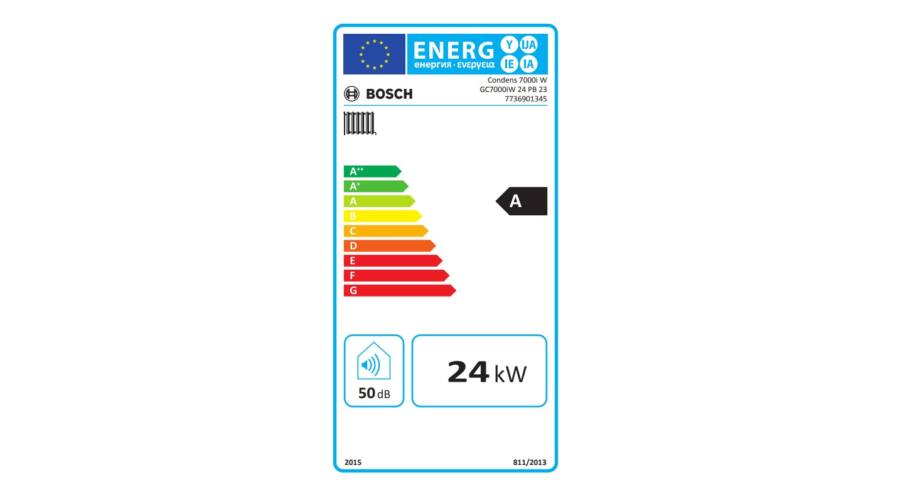 ENERG Y UA
енергия · ενεργεια IE IA
Condens 7000i W
GC7000iW 24 PB 23
7736901345
BOSCH
A++
A+
A
B
C
D
E
F
G
A
50 dB
24 kW
2015
811/2013